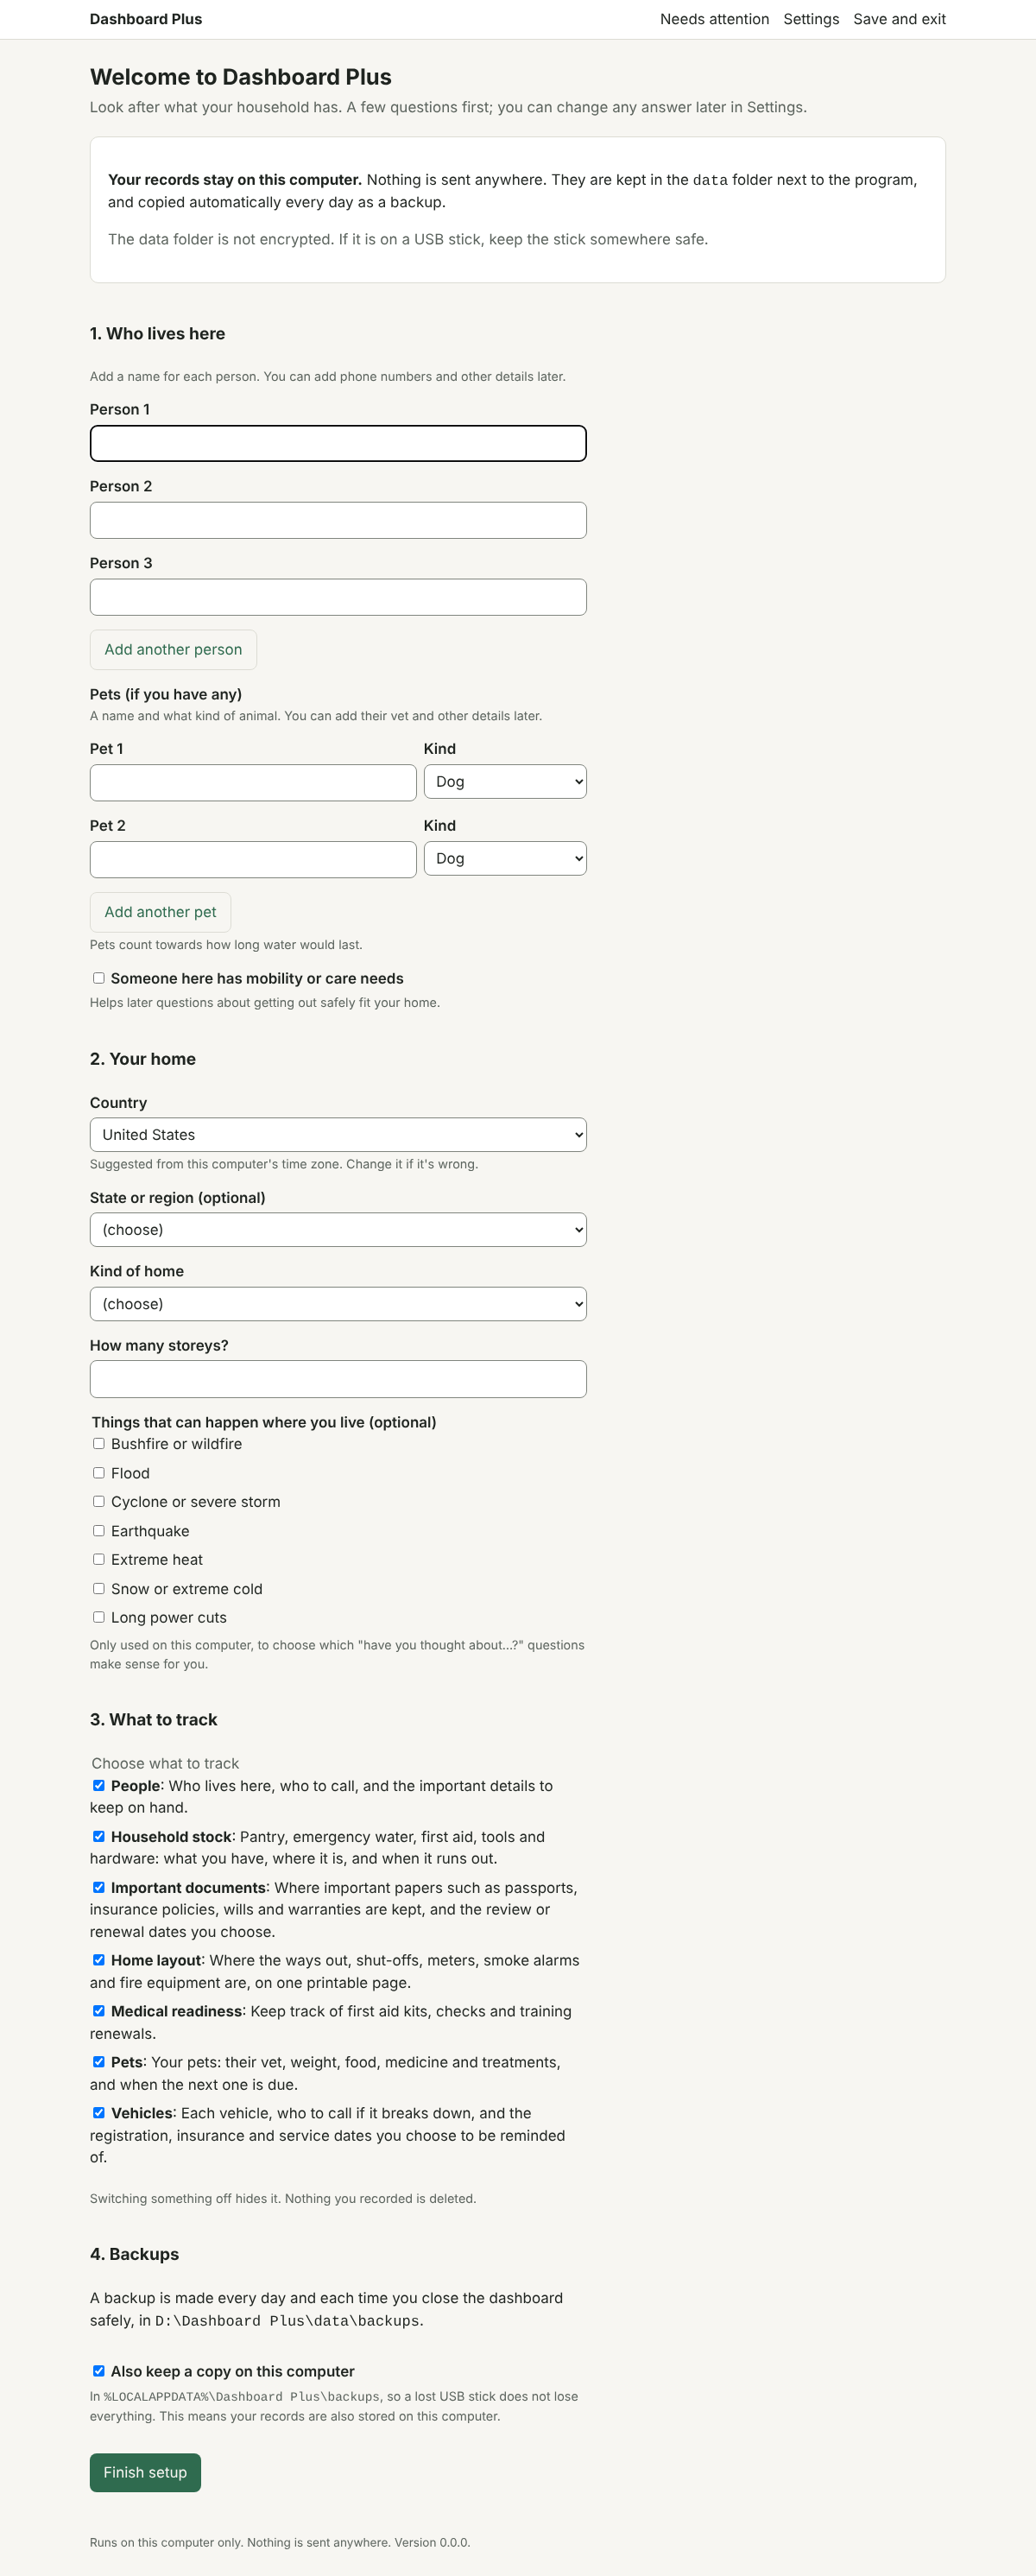 Dashboard Plus
Needs attention Settings Save and exit
Welcome to Dashboard Plus
Look after what your household has. A few questions first; you can change any answer later in Settings.
Your records stay on this computer. Nothing is sent anywhere. They are kept in the data folder next to the program,
and copied automatically every day as a backup.
The data folder is not encrypted. If it is on a USB stick, keep the stick somewhere safe.
1. Who lives here
Add a name for each person. You can add phone numbers and other details later.
Person 1
Person 2
Person 3
Add another person
Pets (if you have any)
A name and what kind of animal. You can add their vet and other details later.
Pet 1 Kind
Dog
Pet 2 Kind
Dog
Add another pet
Pets count towards how long water would last.
Someone here has mobility or care needs
Helps later questions about getting out safely fit your home.
2. Your home
Country
United States
Suggested from this computer's time zone. Change it if it's wrong.
State or region (optional)
(choose)
Kind of home
(choose)
How many storeys?
Things that can happen where you live (optional)
Bushfire or wildfire
Flood
Cyclone or severe storm
Earthquake
Extreme heat
Snow or extreme cold
Long power cuts
Only used on this computer, to choose which "have you thought about...?" questions
make sense for you.
3. What to track
Choose what to track
People: Who lives here, who to call, and the important details to
keep on hand.
Household stock: Pantry, emergency water, first aid, tools and
hardware: what you have, where it is, and when it runs out.
Important documents: Where important papers such as passports,
insurance policies, wills and warranties are kept, and the review or
renewal dates you choose.
Home layout: Where the ways out, shut-offs, meters, smoke alarms
and fire equipment are, on one printable page.
Medical readiness: Keep track of first aid kits, checks and training
renewals.
Pets: Your pets: their vet, weight, food, medicine and treatments,
and when the next one is due.
Vehicles: Each vehicle, who to call if it breaks down, and the
registration, insurance and service dates you choose to be reminded
of.
Switching something off hides it. Nothing you recorded is deleted.
4. Backups
A backup is made every day and each time you close the dashboard
safely, in D:\Dashboard Plus\data\backups.
Also keep a copy on this computer
In %LOCALAPPDATA%\Dashboard Plus\backups, so a lost USB stick does not lose
everything. This means your records are also stored on this computer.
Finish setup
Runs on this computer only. Nothing is sent anywhere. Version 0.0.0.